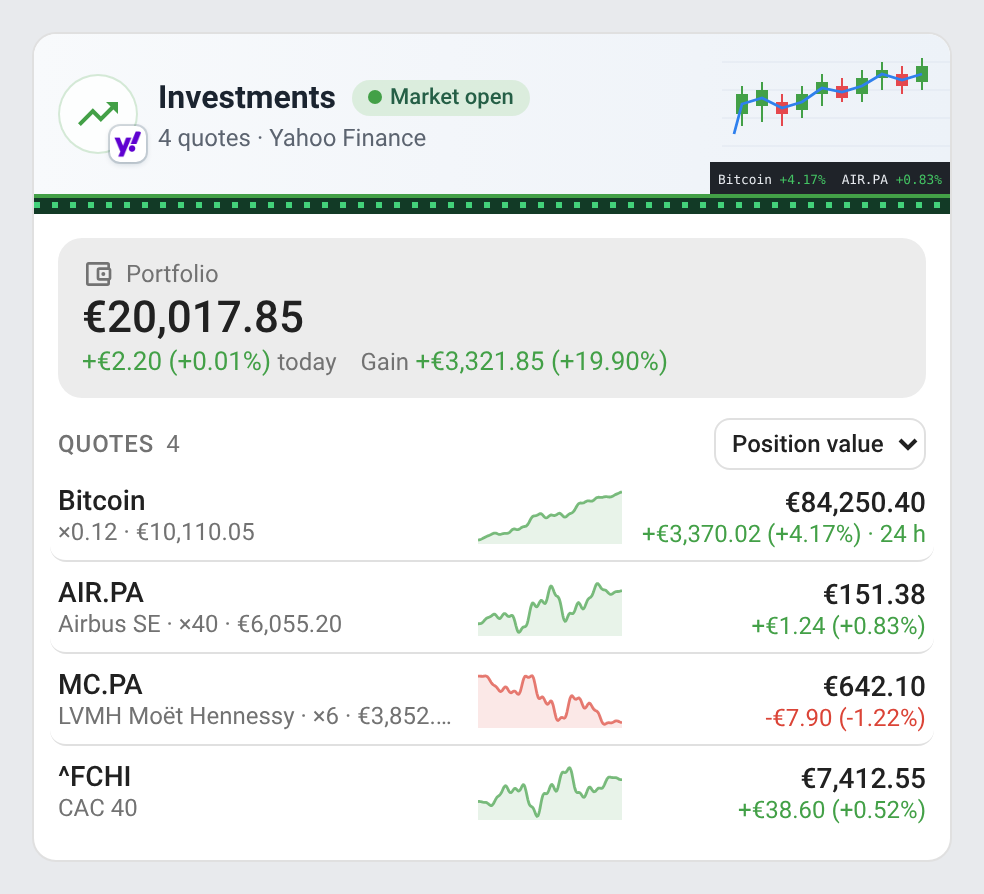 Investments
Market open
4 quotes · Yahoo Finance
y!
Bitcoin +4.17% AIR.PA +0.83%
Portfolio
€20,017.85
+€2.20 (+0.01%) today Gain +€3,321.85 (+19.90%)
QUOTES 4
Position value
Bitcoin
×0.12 · €10,110.05
€84,250.40
+€3,370.02 (+4.17%) · 24 h
AIR.PA
Airbus SE · ×40 · €6,055.20
€151.38
+€1.24 (+0.83%)
MC.PA
LVMH Moët Hennessy · ×6 · €3,852.…
€642.10
-€7.90 (-1.22%)
^FCHI
CAC 40
€7,412.55
+€38.60 (+0.52%)